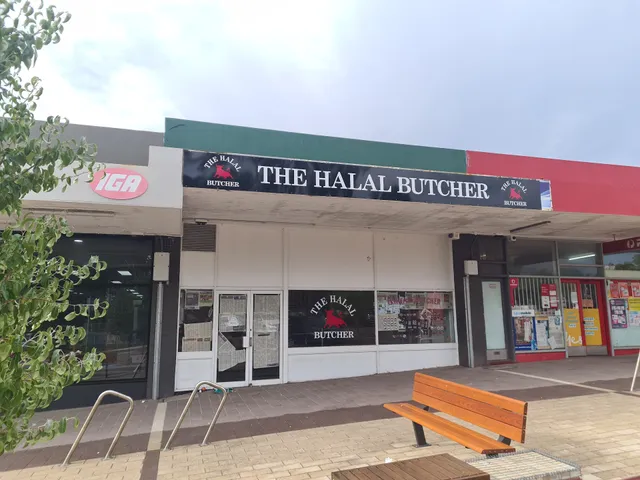 IGA
THE HALAL
BUTCHER
THE HALAL BUTCHER
THE HALAL
BUTCHER
THE HALAL
BUTCHER